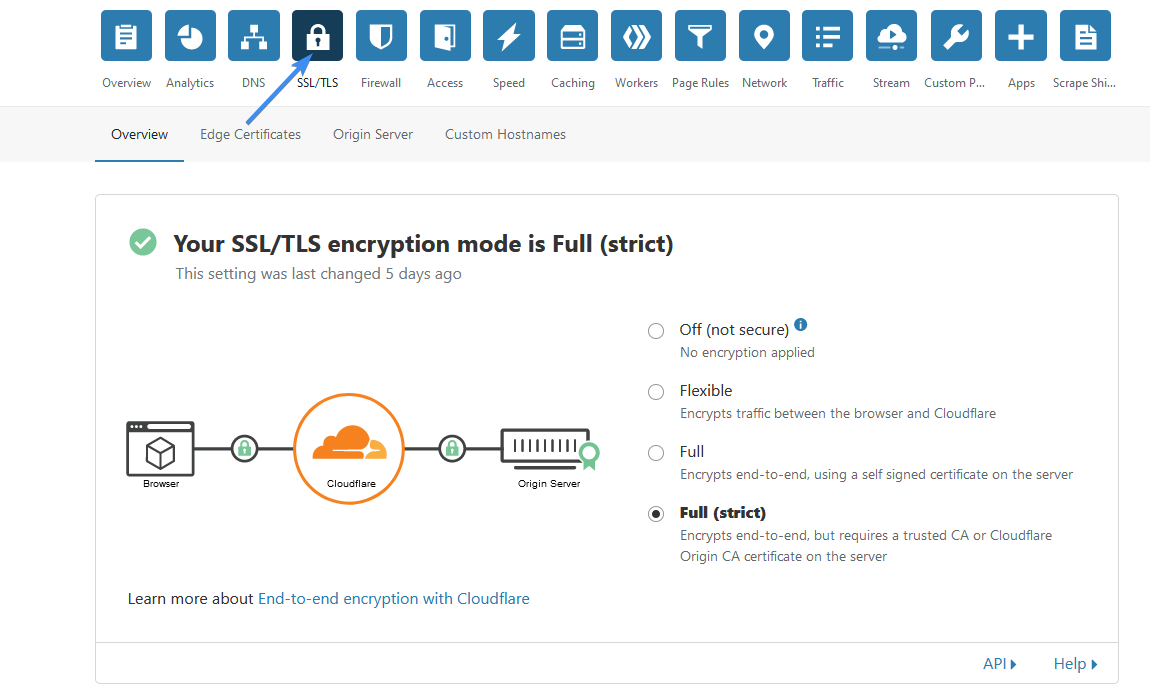 Overview Analytics DNS SSL/TLS Firewall Access Speed Caching Workers Page Rules Network Traffic Stream Custom P... Apps Scrape Shi...
Overview Edge Certificates Origin Server Custom Hostnames
Your SSL/TLS encryption mode is Full (strict)
This setting was last changed 5 days ago
Browser
Cloudflare
Origin Server
Off (not secure)
No encryption applied
Flexible
Encrypts traffic between the browser and Cloudflare
Full
Encrypts end-to-end, using a self signed certificate on the server
Full (strict)
Encrypts end-to-end, but requires a trusted CA or Cloudflare
Origin CA certificate on the server
Learn more about End-to-end encryption with Cloudflare
API Help